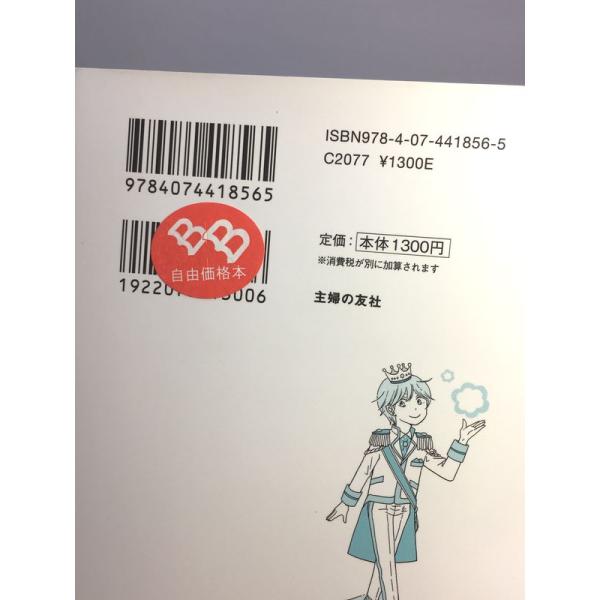 9784074418565
ISBN978-4-07-441856-5
C2077 ¥1300E
BB
自由価格本
定価：本体1300円
※消費税が別に加算されます
主婦の友社